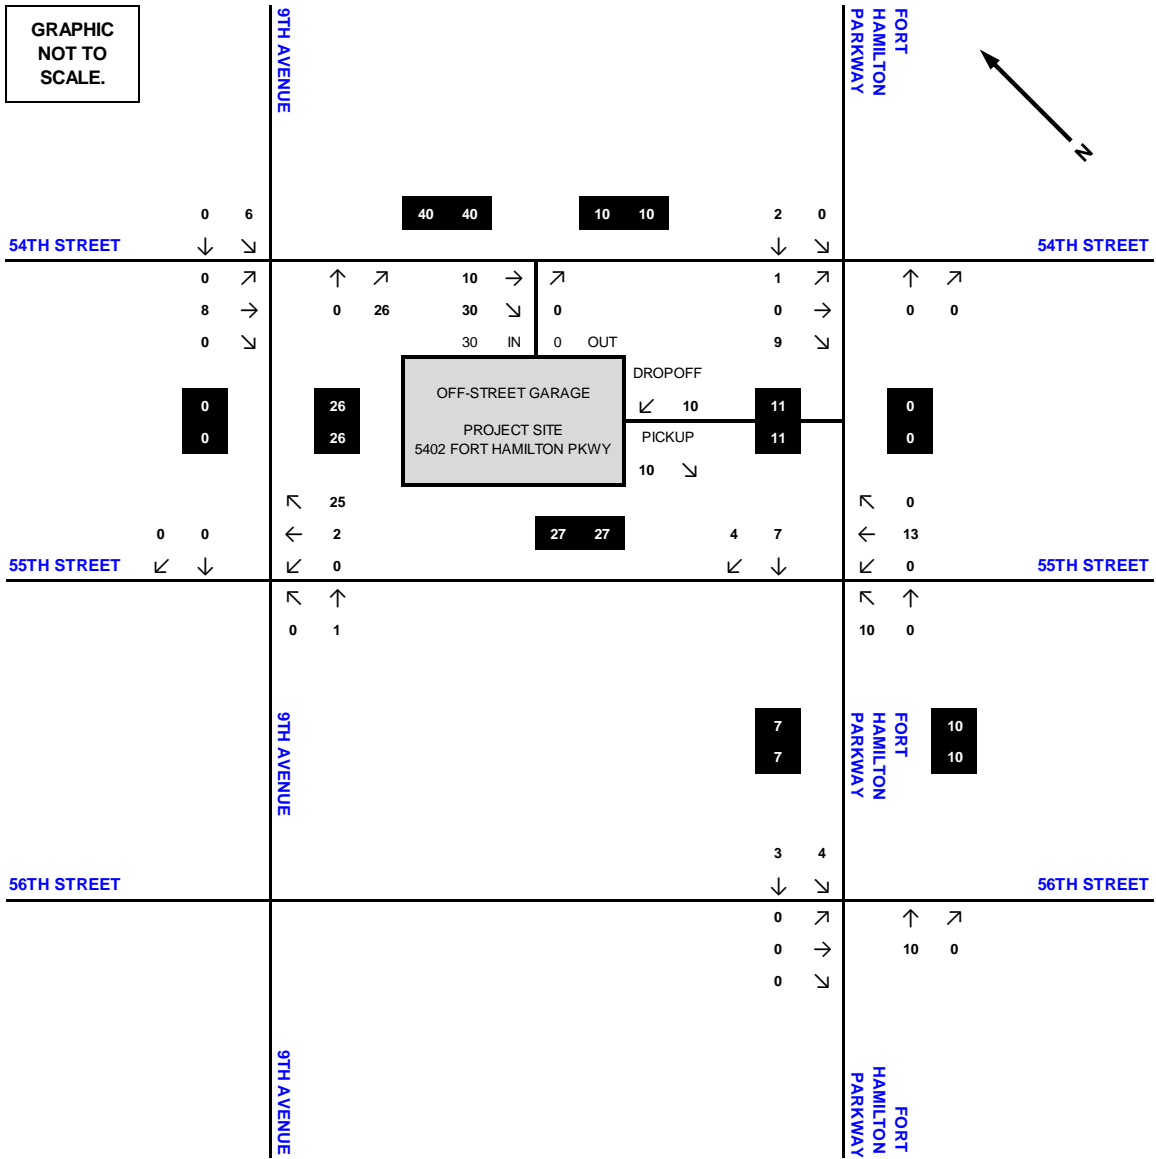 GRAPHIC
NOT TO
SCALE.
9TH AVENUE
FORT
HAMILTON
PARKWAY
N
0 6
40 40
10 10
2 0
54TH STREET
↓ ↘
↓ ↘
54TH STREET
0 ↗
↑ ↗
10 →
↗
1 ↗
↑ ↗
8 →
0 26
30 ↘
0
0 →
0 0
0 ↘
30 IN
0 OUT
9 ↘
DROPOFF
OFF-STREET GARAGE
↙ 10
0
26
11
0
0
26
11
0
PROJECT SITE
5402 FORT HAMILTON PKWY
PICKUP
10 ↘
↖ 25
↖ 0
0 0
← 2
27 27
4 7
← 13
55TH STREET
↙ ↓
↙ 0
↙ ↓
↙ 0
55TH STREET
↖ ↑
↖ ↑
0 1
10 0
9TH AVENUE
FORT
HAMILTON
PARKWAY
7
10
7
10
3 4
56TH STREET
↓ ↘
56TH STREET
0 ↗
↑ ↗
0 →
10 0
0 ↘
9TH AVENUE
FORT
HAMILTON
PARKWAY